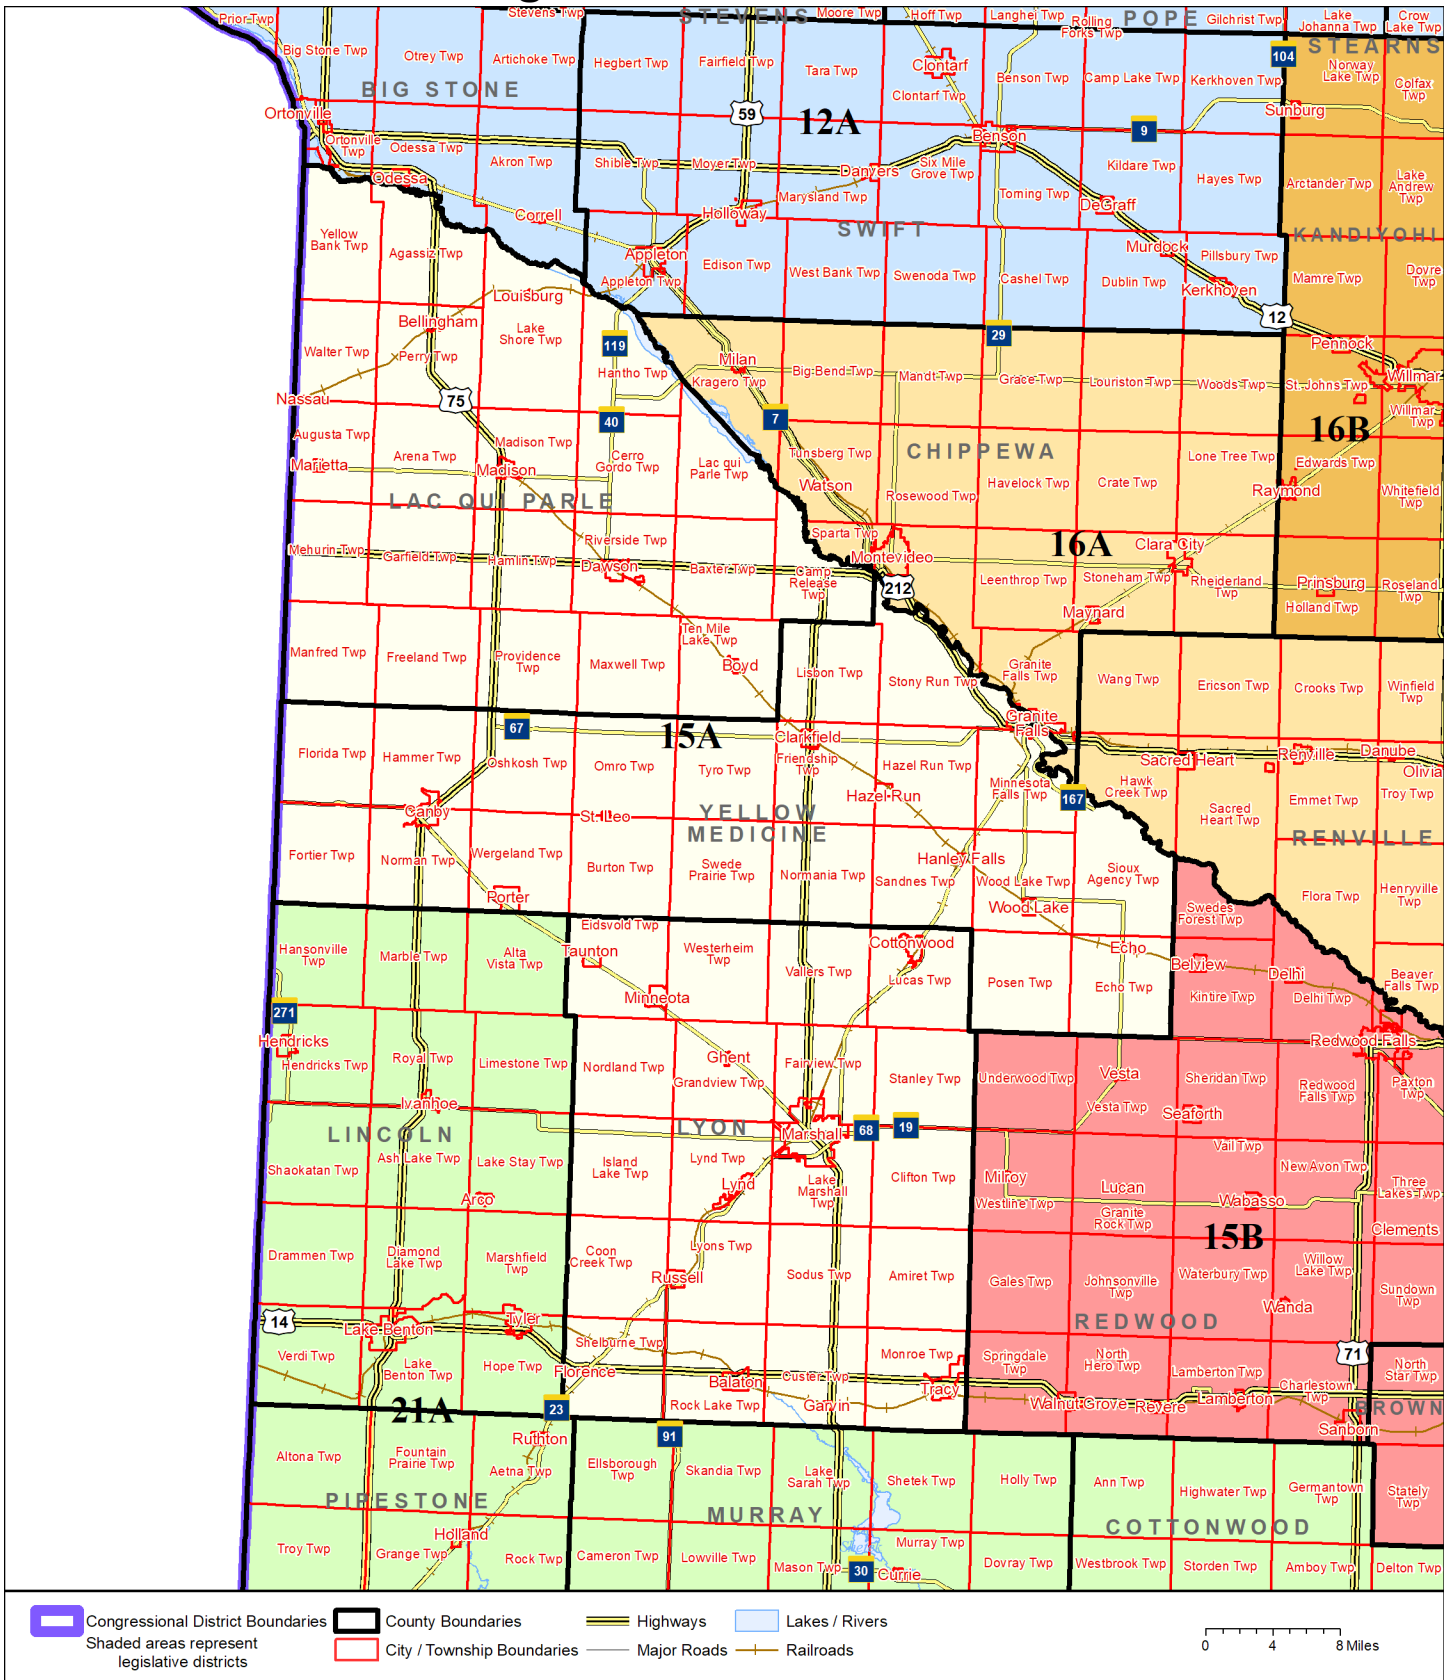 Prior Twp
Stevens Twp
STEVENS
Moore Twp
Hoff Twp
Langhei Twp
Rolling
Forks Twp
POPE
Gilchrist Twp
Lake
Johanna Twp
Crow
Lake Twp
Big Stone Twp
Otrey Twp
Artichoke Twp
Hegbert Twp
Fairfield Twp
Tara Twp
Clontarf
Clontarf Twp
Benson Twp
Camp Lake Twp
Kerkhoven Twp
104
STEARNS
Norway
Lake Twp
Colfax
Twp
BIG STONE
Ortonville
59
12A
9
Sunburg
Ortonville
Twp
Odessa Twp
Akron Twp
Shible Twp
Moyer Twp
Danvers
Six Mile
Grove Twp
Benson
Kildare Twp
Hayes Twp
Arctander Twp
Lake
Andrew Twp
Odessa
Marysland Twp
Torning Twp
DeGraff
Correll
Holloway
SWIFT
KANDIYOHI
Yellow
Bank Twp
Agassiz Twp
Appleton
Appleton Twp
Edison Twp
West Bank Twp
Swenoda Twp
Cashel Twp
Murdock
Dublin Twp
Pillsbury Twp
Kerkhoven
Mamre Twp
Dovre
Twp
Louisburg
Bellingham
Lake
Shore Twp
119
29
12
Pennock
Walter Twp
Perry Twp
Hantho Twp
Milan
Kragero Twp
Big Bend Twp
Mandt Twp
Grace Twp
Louriston Twp
Woods Twp
St. Johns Twp
Willmar
Nassau
75
40
7
Willmar
Twp
16B
Augusta Twp
Marietta
Arena Twp
Madison Twp
Madison
Cerro
Gordo Twp
Lac qui
Parle Twp
Tunsberg Twp
CHIPPEWA
Lone Tree Twp
Edwards Twp
Watson
Rosewood Twp
Havelock Twp
Crate Twp
Raymond
Whitefield
Twp
LAC QUI PARLE
Mehurin Twp
Garfield Twp
Hamlin Twp
Riverside Twp
Dawson
Baxter Twp
Camp
Release
Twp
Sparta Twp
Montevideo
212
16A
Clara City
Leenthrop Twp
Stoneham Twp
Rheiderland
Twp
Prinsburg
Holland Twp
Roseland
Twp
Maynard
Manfred Twp
Freeland Twp
Providence
Twp
Maxwell Twp
Ten Mile
Lake Twp
Boyd
Lisbon Twp
Stony Run Twp
Granite
Falls Twp
Wang Twp
Ericson Twp
Crooks Twp
Winfield
Twp
67
15A
Clarkfield
Granite
Falls
Florida Twp
Hammer Twp
Oshkosh Twp
Omro Twp
Tyro Twp
Friendship
Twp
Hazel Run Twp
Hazel Run
Minnesota
Falls Twp
167
Sacred Heart
Hawk
Creek Twp
Renville
Danube
Olivia
Sacred
Heart Twp
Emmet Twp
Troy Twp
Canby
St. Leo
YELLOW
MEDICINE
RENVILLE
Fortier Twp
Norman Twp
Wergeland Twp
Burton Twp
Swede
Prairie Twp
Normania Twp
Hanley Falls
Sandnes Twp
Wood Lake Twp
Sioux
Agency Twp
Flora Twp
Henryville
Twp
Porter
Wood Lake
Swedes
Forest Twp
Hansonville
Twp
Marble Twp
Alta
Vista Twp
Eidsvold Twp
Taunton
Westerheim
Twp
Vallers Twp
Cottonwood
Lucas Twp
Posen Twp
Echo
Echo Twp
Belview
Kintire Twp
Delhi
Delhi Twp
Beaver
Falls Twp
Minneota
271
Hendricks
Hendricks Twp
Royal Twp
Limestone Twp
Nordland Twp
Ghent
Grandview Twp
Fairview Twp
Stanley Twp
Underwood Twp
Vesta
Vesta Twp
Sheridan Twp
Seaforth
Redwood Falls
Redwood
Falls Twp
Paxton
Twp
Ivanhoe
LINCOLN
LYON
Marshall
68
19
Shaokatan Twp
Ash Lake Twp
Lake Stay Twp
Arco
Island
Lake Twp
Lynd Twp
Lynd
Lake
Marshall
Twp
Clifton Twp
Milroy
Westline Twp
Lucan
Granite
Rock Twp
Vail Twp
Wabasso
New Avon Twp
Three
Lakes Twp
Clements
15B
Drammen Twp
Diamond
Lake Twp
Marshfield
Twp
Coon
Creek Twp
Lyons Twp
Russell
Sodus Twp
Amiret Twp
Gales Twp
Johnsonville
Twp
Waterbury Twp
Willow
Lake Twp
Sundown
Twp
Wanda
REDWOOD
14
Lake Benton
Tyler
Verdi Twp
Lake
Benton Twp
Hope Twp
Shelburne Twp
Florence
Balaton
Rock Lake Twp
Custer Twp
Garvin
Monroe Twp
Tracy
Springdale
Twp
North
Hero Twp
Lamberton Twp
Walnut Grove
Revere
Lamberton
Charlestown
Twp
71
North
Star Twp
BROWN
Sanborn
21A
23
91
Altona Twp
Fountain
Prairie Twp
Ruthton
Aetna Twp
Ellsborough
Twp
Skandia Twp
Lake
Sarah Twp
Shetek Twp
Holly Twp
Ann Twp
Highwater Twp
Germantown
Twp
Stately
Twp
PIPESTONE
MURRAY
COTTONWOOD
Troy Twp
Holland
Grange Twp
Rock Twp
Cameron Twp
Lowville Twp
Mason Twp
30
Currie
Murray Twp
Dovray Twp
Westbrook Twp
Storden Twp
Amboy Twp
Delton Twp
Congressional District Boundaries
Shaded areas represent
legislative districts
County Boundaries
City / Township Boundaries
Highways
Major Roads
Lakes / Rivers
Railroads
0 4 8 Miles